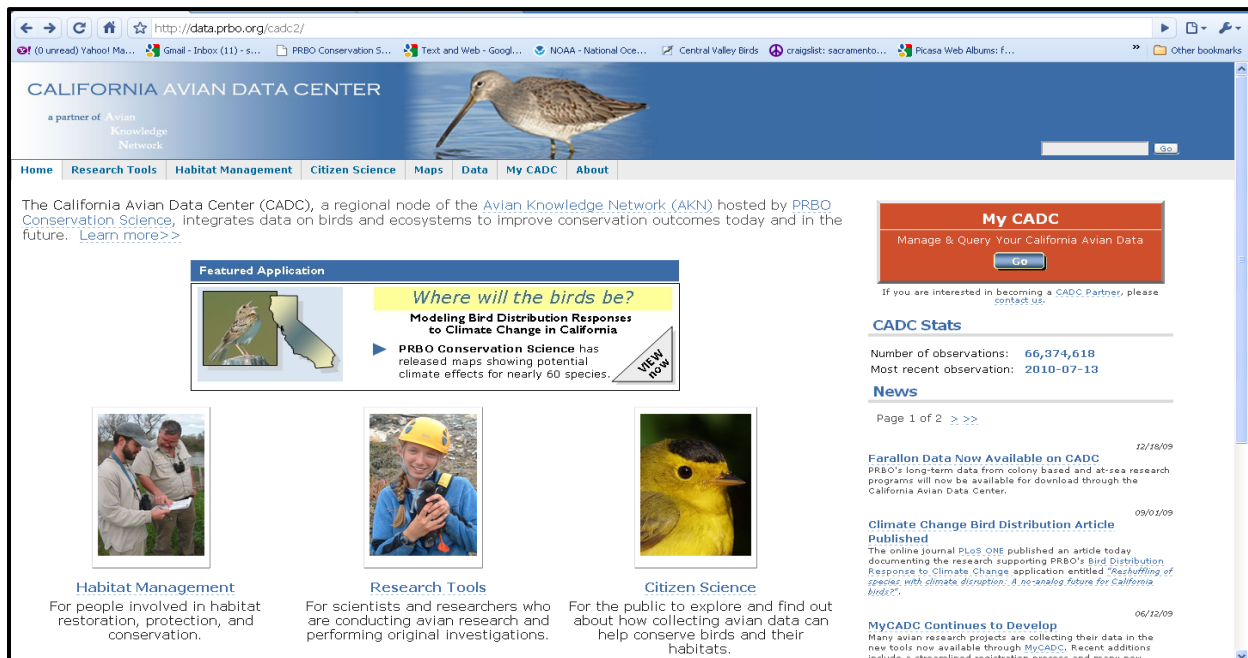 http://data.prbo.org/cadc2/
(0 unread) Yahoo! Ma... Gmail - Inbox (11) - s... PRBO Conservation S... Text and Web - Googl... NOAA - National Oce... Central Valley Birds craigslist: sacramento... Picasa Web Albums: f... » Other bookmarks
CALIFORNIA AVIAN DATA CENTER
a partner of Avian
Knowledge
Network
Go
Home Research Tools Habitat Management Citizen Science Maps Data My CADC About
The California Avian Data Center (CADC), a regional node of the Avian Knowledge Network (AKN) hosted by PRBO
Conservation Science, integrates data on birds and ecosystems to improve conservation outcomes today and in the
future. Learn more>>
Featured Application
Where will the birds be?
Modeling Bird Distribution Responses
to Climate Change in California
PRBO Conservation Science has
released maps showing potential
climate effects for nearly 60 species.
VIEW
now
Habitat Management
For people involved in habitat
restoration, protection, and
conservation.
Research Tools
For scientists and researchers who
are conducting avian research and
performing original investigations.
Citizen Science
For the public to explore and find out
about how collecting avian data can
help conserve birds and their
habitats.
My CADC
Manage & Query Your California Avian Data
Go
If you are interested in becoming a CADC Partner, please
contact us.
CADC Stats
Number of observations: 66,374,618
Most recent observation: 2010-07-13
News
Page 1 of 2 > >>
12/18/09
Farallon Data Now Available on CADC
PRBO's long-term data from colony based and at-sea research
programs will now be available for download through the
California Avian Data Center.
09/01/09
Climate Change Bird Distribution Article
Published
The online journal PLoS ONE published an article today
documenting the research supporting PRBO's Bird Distribution
Response to Climate Change application entitled "Reshuffling of
species with climate disruption: A no-analog future for California
birds?".
06/12/09
MyCADC Continues to Develop
Many avian research projects are collecting their data in the
new tools now available through MyCADC. Recent additions